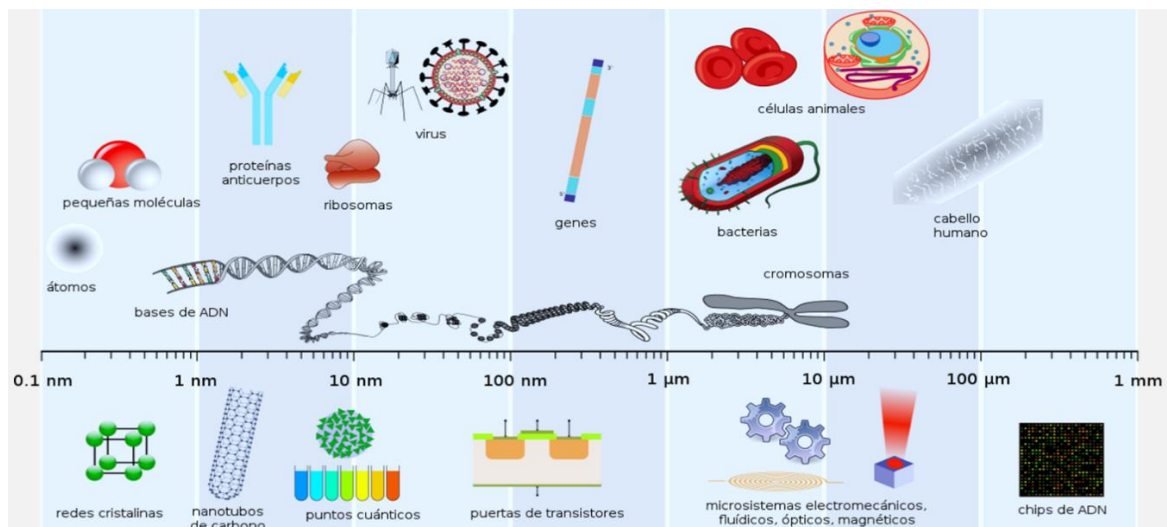 virus
células animales
proteínas
anticuerpos
pequeñas moléculas
ribosomas
genes
bacterias
cabello
humano
átomos
bases de ADN
cromosomas
0.1 nm
1 nm
10 nm
100 nm
1 µm
10 µm
100 µm
1 mm
redes cristalinas
nanotubos
de carbono
puntos cuánticos
puertas de transistores
microsistemas electromecánicos,
fluídicos, ópticos, magnéticos
chips de ADN